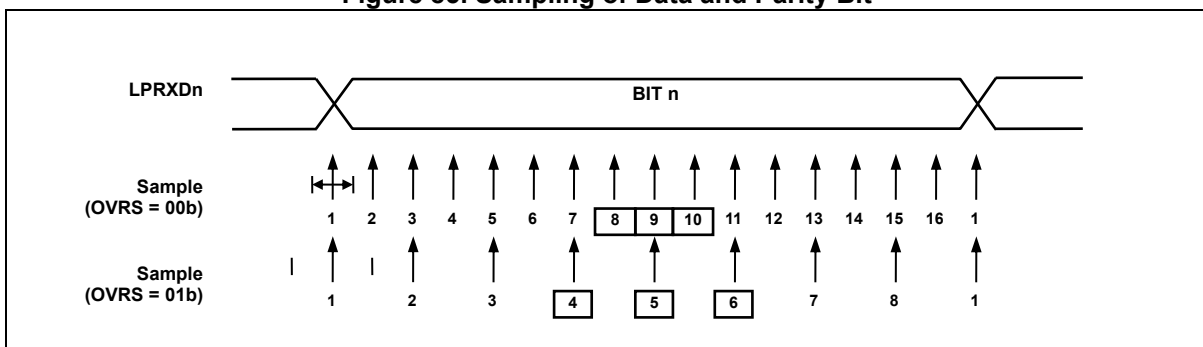 LPRXDn
BIT n
Sample
(OVRS = 00b)
1 2 3 4 5 6 7 8 9 10 11 12 13 14 15 16 1
Sample
(OVRS = 01b)
1 2 3 4 5 6 7 8 1